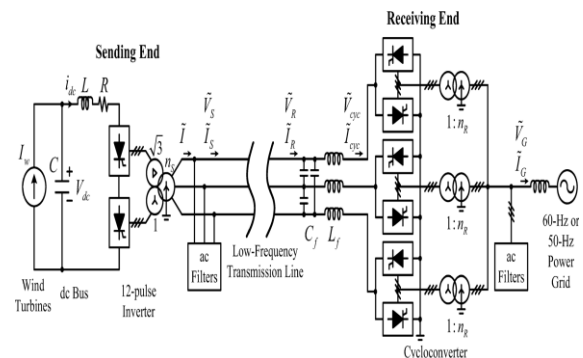 Receiving End
Sending End
i_dc L R
Ṽ_S Ṽ_R Ṽ_cyc
Ĩ Ĩ_S Ĩ_R Ĩ_cyc
1:n_R
√3
n_S
I_w C + V_dc −
1
1:n_R
Ṽ_G
Ĩ_G
C_f L_f
60-Hz or
50-Hz
Power
Grid
ac
Filters
Low-Frequency
Transmission Line
ac
Filters
Wind
Turbines
dc Bus
12-pulse
Inverter
1:n_R
Cycloconverter